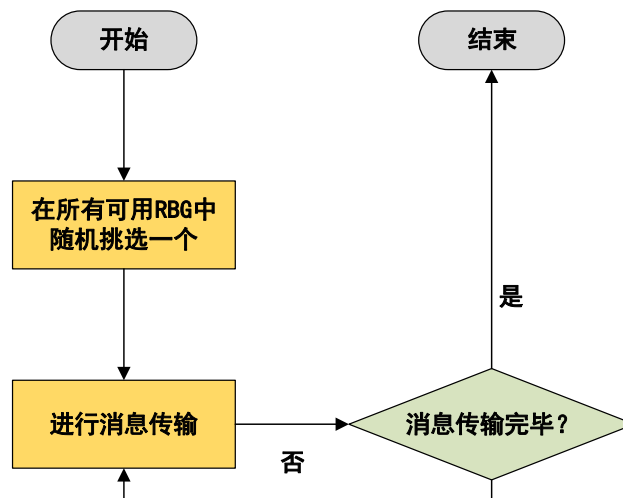 开始
结束
在所有可用RBG中
随机挑选一个
是
进行消息传输
消息传输完毕？
否